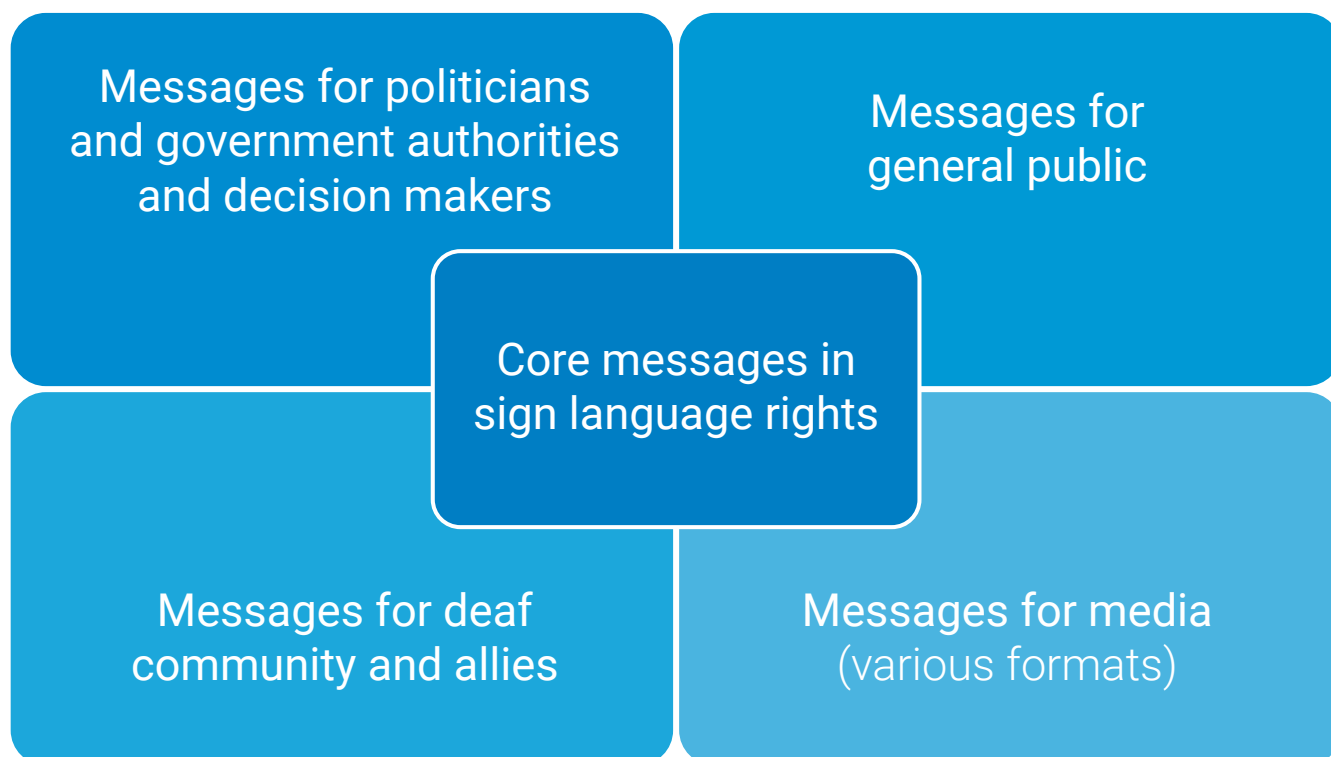 Messages for politicians
and government authorities
and decision makers
Messages for
general public
Core messages in
sign language rights
Messages for deaf
community and allies
Messages for media
(various formats)